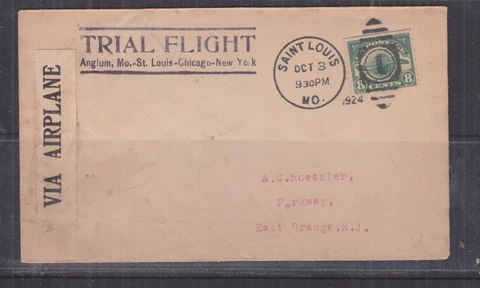 TRIAL FLIGHT
Anglum, Mo.-St. Louis-Chicago-New York
VIA AIRPLANE
SAINT LOUIS
OCT 3
930PM
MO.
1924
8 CENTS 8
A.C.Roessler,
Parkway,
East Orange,N.J.